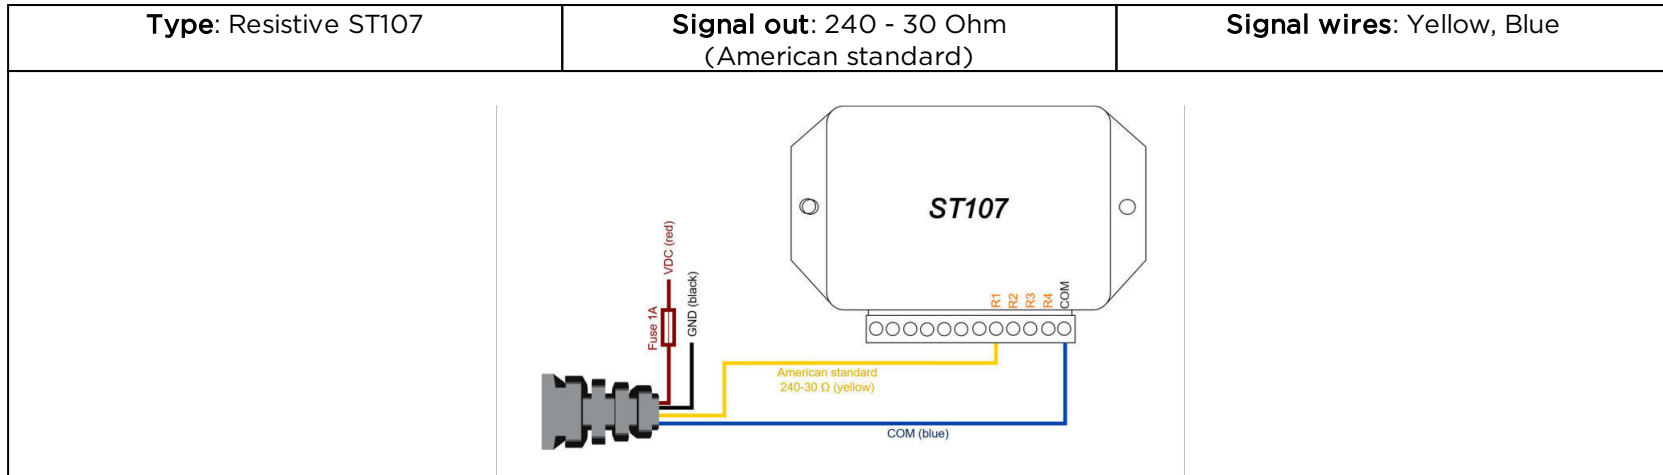 Type: Resistive ST107
Signal out: 240 - 30 Ohm
(American standard)
Signal wires: Yellow, Blue
ST107
R1
R2
R3
R4
COM
VDC (red)
Fuse 1A
GND (black)
American standard
240-30 Ω (yellow)
COM (blue)